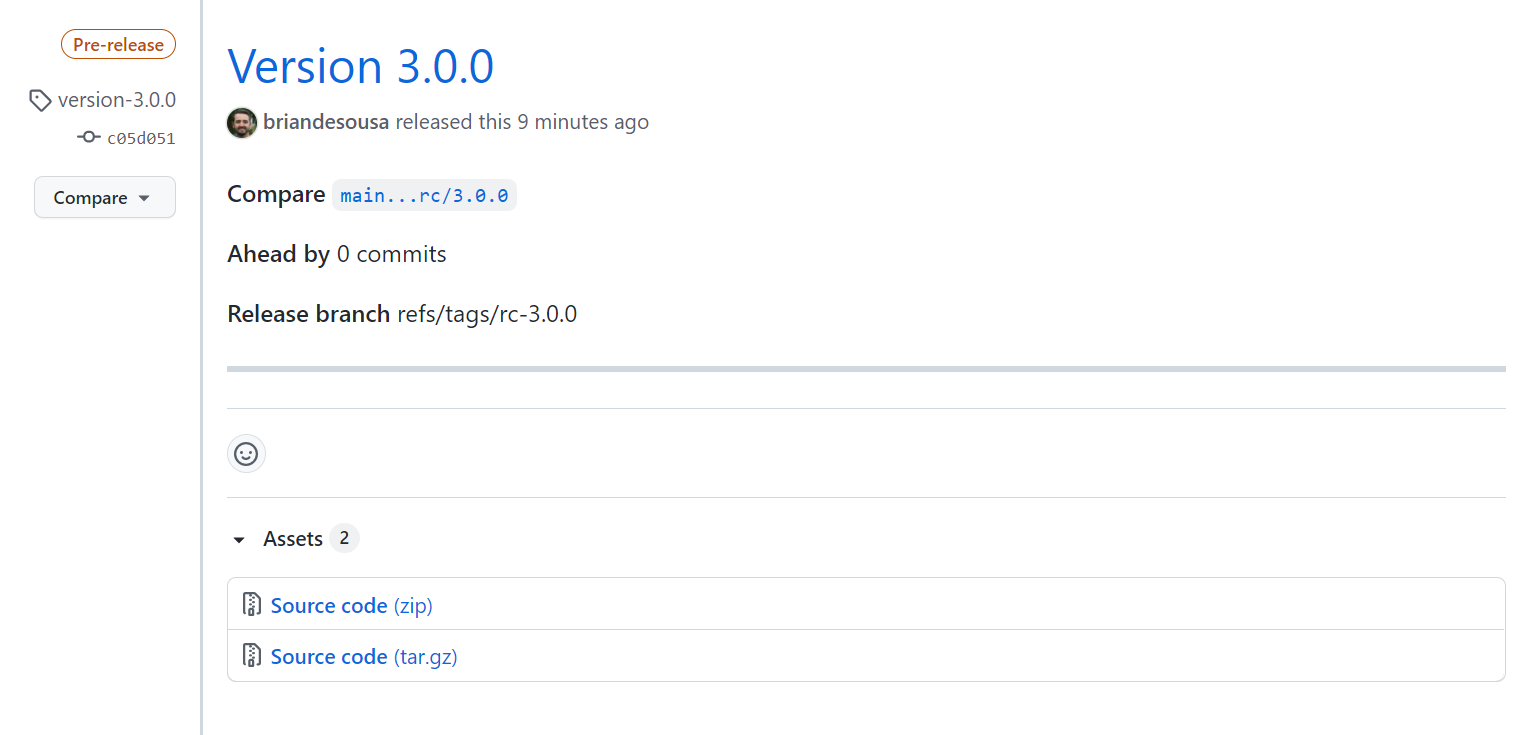 Pre-release
version-3.0.0
c05d051
Compare
Version 3.0.0
briandesousa released this 9 minutes ago
Compare main...rc/3.0.0
Ahead by 0 commits
Release branch refs/tags/rc-3.0.0
Assets 2
Source code (zip)
Source code (tar.gz)